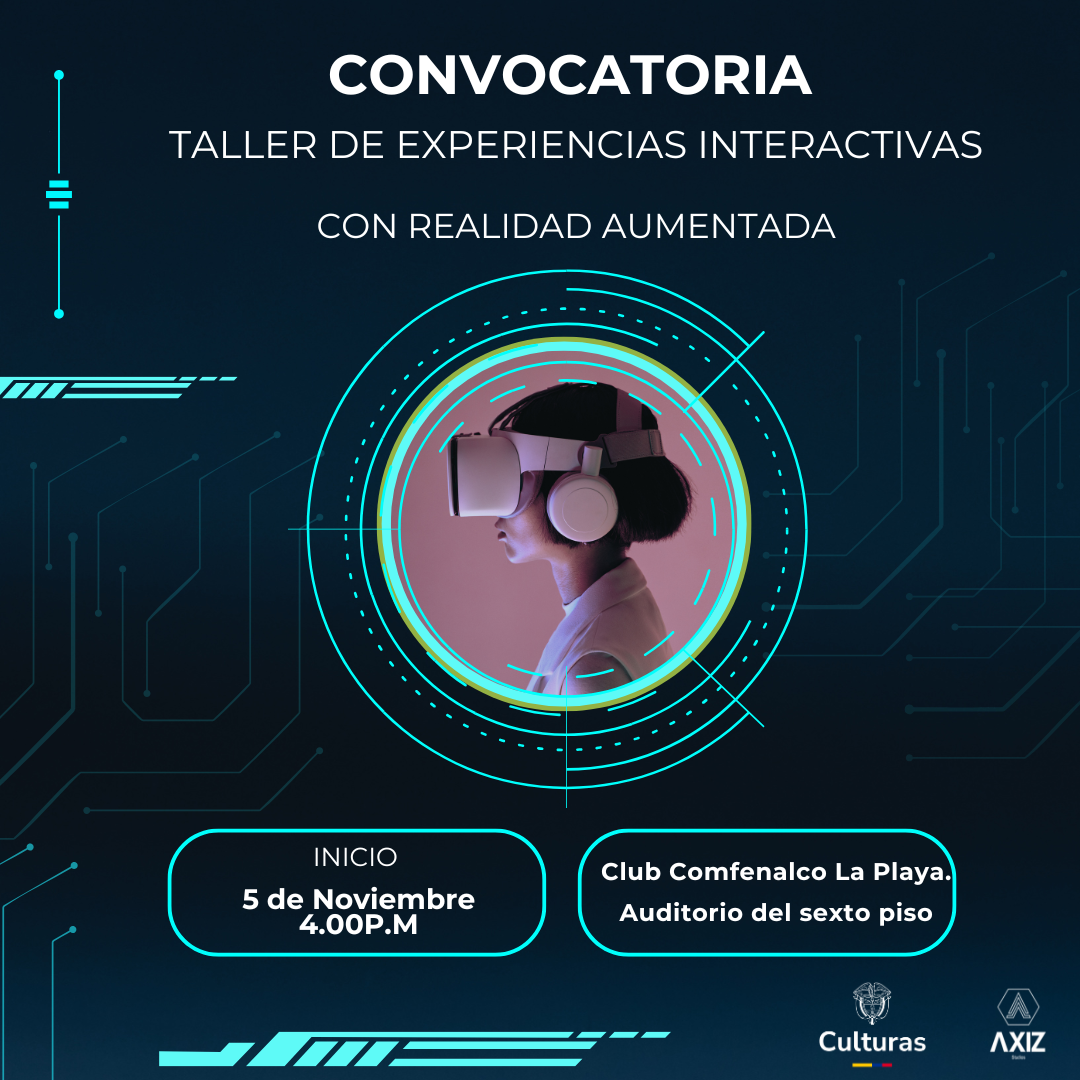 CONVOCATORIA
TALLER DE EXPERIENCIAS INTERACTIVAS
CON REALIDAD AUMENTADA
INICIO
5 de Noviembre
4.00P.M
Club Comfenalco La Playa.
Auditorio del sexto piso
Culturas
AXIZ